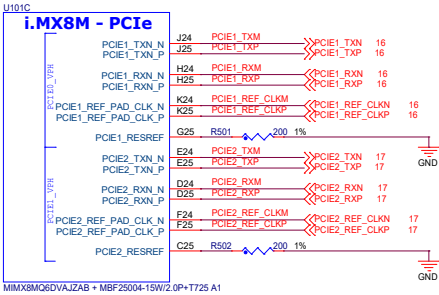 U101C
i.MX8M - PCIe
PCIE0_VPH
PCIE1_TXN_N J24 PCIE1_TXM PCIE1_TXN 16
PCIE1_TXN_P J25 PCIE1_TXP PCIE1_TXP 16
PCIE1_RXN_N H24 PCIE1_RXM PCIE1_RXN 16
PCIE1_RXN_P H25 PCIE1_RXP PCIE1_RXP 16
PCIE1_REF_PAD_CLK_N K24 PCIE1_REF_CLKM PCIE1_REF_CLKN 16
PCIE1_REF_PAD_CLK_P K25 PCIE1_REF_CLKP PCIE1_REF_CLKP 16
PCIE1_RESREF G25 R501 200 1%
GND
PCIE1_VPH
PCIE2_TXN_N E24 PCIE2_TXM PCIE2_TXN 17
PCIE2_TXN_P E25 PCIE2_TXP PCIE2_TXP 17
PCIE2_RXN_N D24 PCIE2_RXM PCIE2_RXN 17
PCIE2_RXN_P D25 PCIE2_RXP PCIE2_RXP 17
PCIE2_REF_PAD_CLK_N F24 PCIE2_REF_CLKM PCIE2_REF_CLKN 17
PCIE2_REF_PAD_CLK_P F25 PCIE2_REF_CLKP PCIE2_REF_CLKP 17
PCIE2_RESREF C25 R502 200 1%
GND
MIMX8MQ6DVAJZAB + MBF25004-15W/2.0P+T725 A1